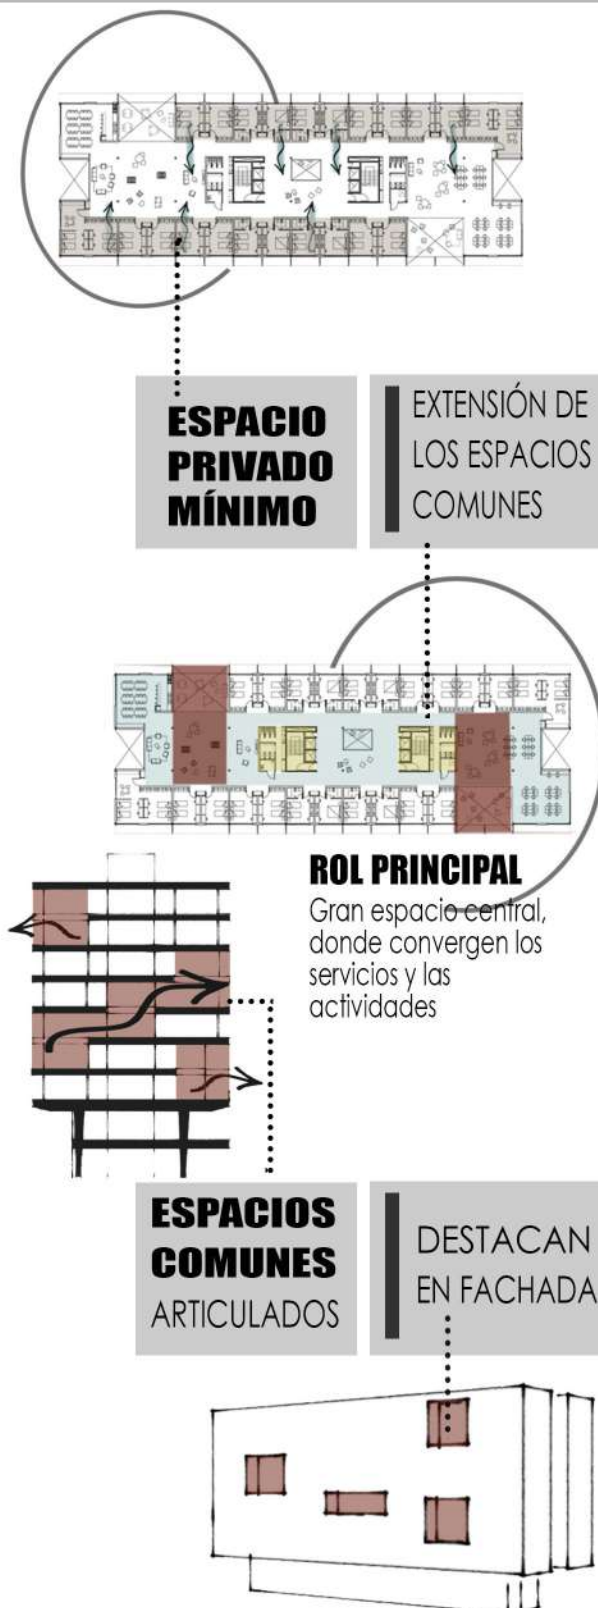 ESPACIO
PRIVADO
MÍNIMO
EXTENSIÓN DE
LOS ESPACIOS
COMUNES
ROL PRINCIPAL
Gran espacio central,
donde convergen los
servicios y las
actividades
ESPACIOS
COMUNES
ARTICULADOS
DESTACAN
EN FACHADA